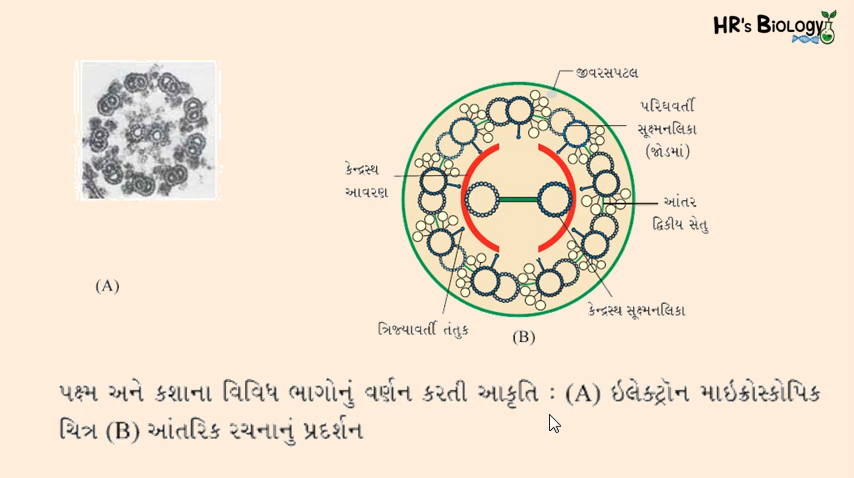 HR's BIOLOGY
જીવરસપટલ
પરિઘવર્તી
સૂક્ષ્મનલિકા
(જોડમાં)
કેન્દ્રસ્થ
આવરણ
આંતર
દ્વિકીય સેતુ
(A)
કેન્દ્રસ્થ સૂક્ષ્મનલિકા
ત્રિજ્યાવર્તી તંતુક
(B)
પક્ષ્મ અને કશાના વિવિધ ભાગોનું વર્ણન કરતી આકૃતિ : (A) ઇલેક્ટ્રૉન માઇક્રોસ્કોપિક
ચિત્ર (B) આંતરિક રચનાનું પ્રદર્શન